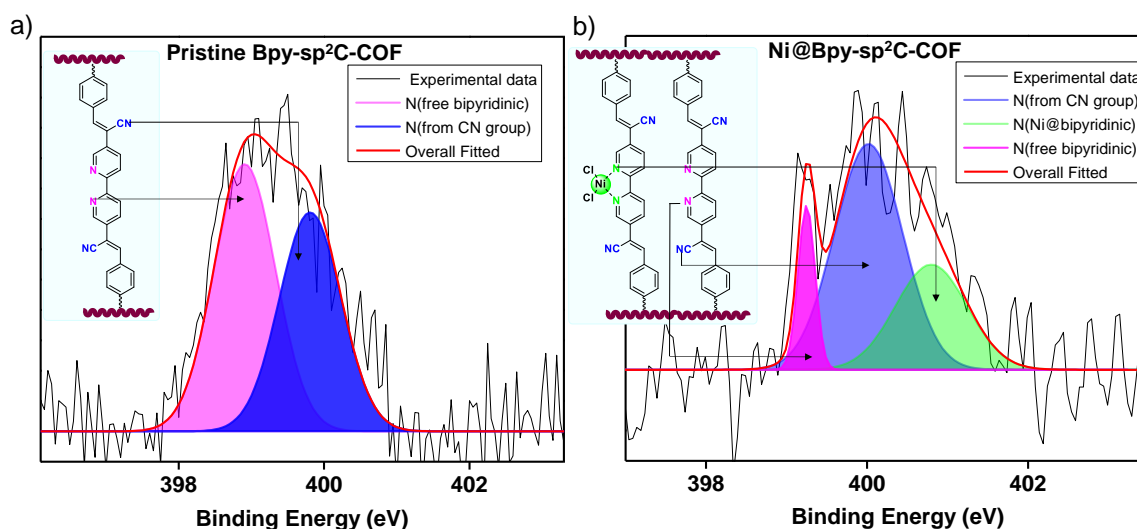 a)
Pristine Bpy-sp²C-COF
Experimental data
N(free bipyridinic)
N(from CN group)
Overall Fitted
CN
N
N
NC
398
400
402
Binding Energy (eV)
b)
Ni@Bpy-sp²C-COF
Experimental data
N(from CN group)
N(Ni@bipyridinic)
N(free bipyridinic)
Overall Fitted
CN
CN
Cl
N
N
Ni
Cl
N
N
NC
NC
398
400
402
Binding Energy (eV)